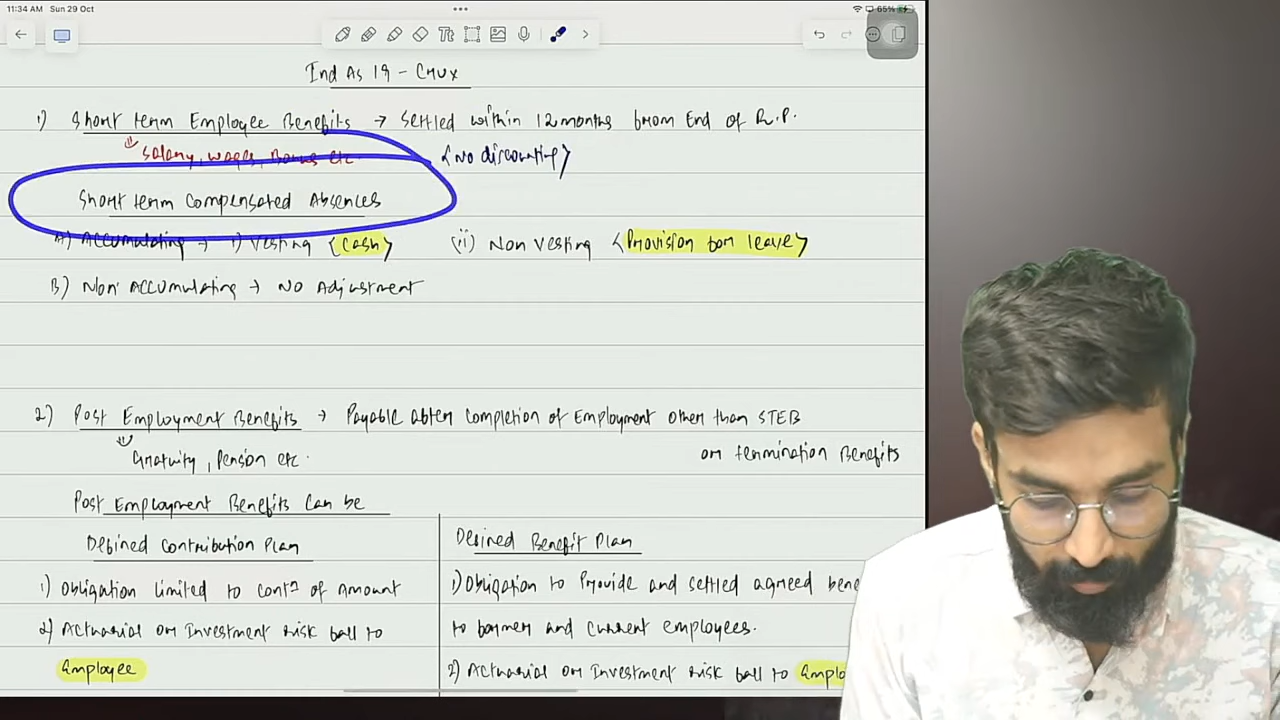 11:34 AM Sun 29 Oct
65%
Ind As 19 - Crux
1) Short term Employee Benefits → Settled within 12 months from End of R.P.
Salary, wages, Bonus etc. <No discounting>
Short term Compensated Absences
A) Accumulating → i) Vesting <Cash> (ii) Non Vesting <Provision for leave>
B) Non Accumulating → No Adjustment
2) Post Employment Benefits → Payable after completion of Employment other than STEB
or termination Benefits
Gratuity, Pension etc.
Post Employment Benefits Can be
Defined Contribution Plan
Desined Benefit Plan
1) Obligation Limited to contⁿ of Amount
2) Actuarial or Investment risk fall to
Employee
1) Obligation to Provide and settled agreed bene
to former and current employees.
2) Actuarial or Investment risk fall to Emplo